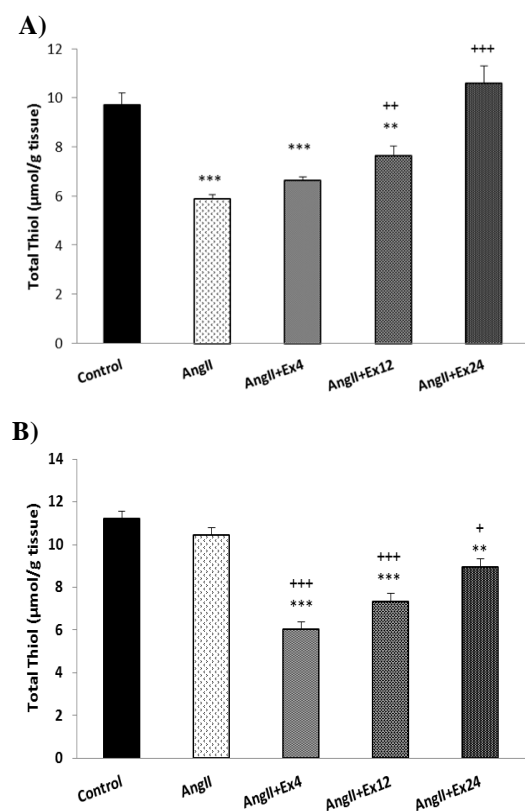 A)
Total Thiol (µmol/g tissue)
12
10
8
6
4
2
0
***
***
++
**
+++
Control
AngII
AngII+Ex4
AngII+Ex12
AngII+Ex24
B)
Total Thiol (µmol/g tissue)
14
12
10
8
6
4
2
0
+++
***
+++
***
+
**
Control
AngII
AngII+Ex4
AngII+Ex12
AngII+Ex24